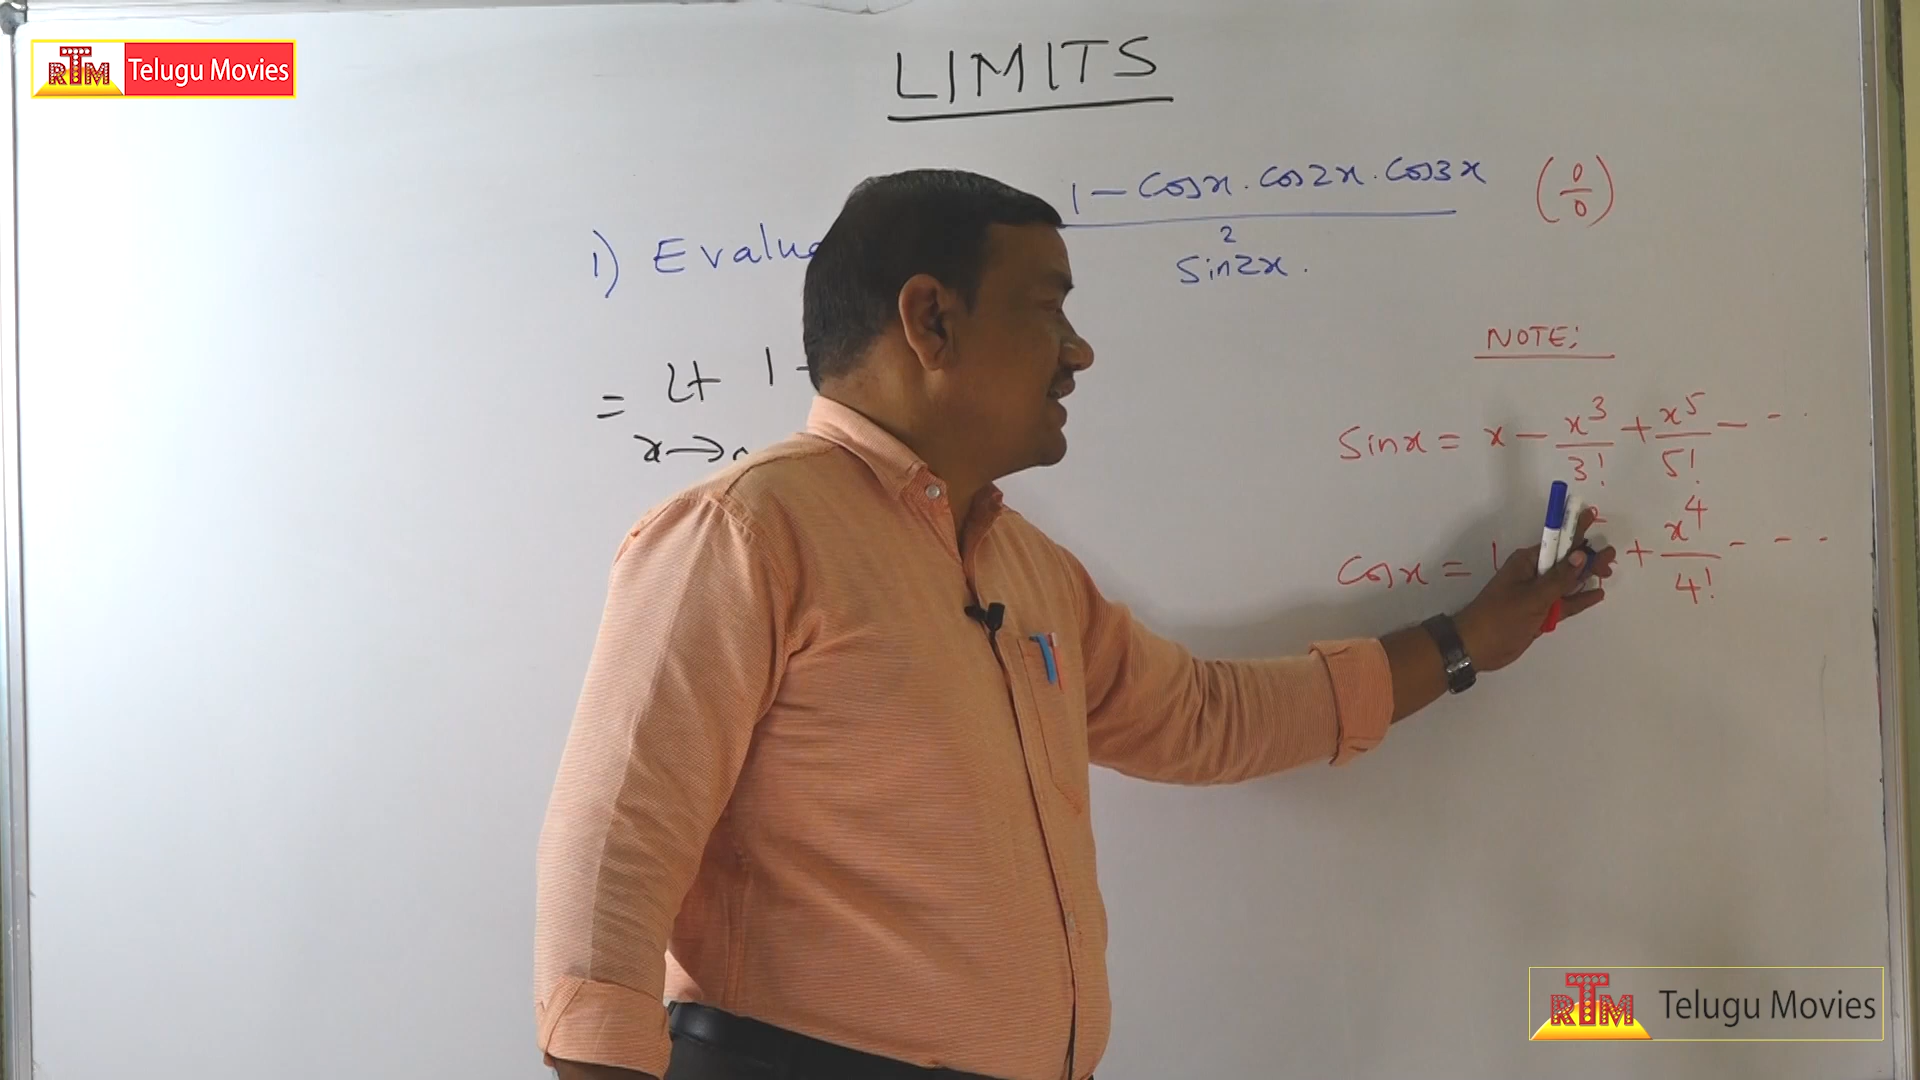 RTM Telugu Movies
LIMITS
1 - Cosx . Cos2x . Cos3x (0/0)
1) Evalua
sin²2x .
NOTE:
= Lt 1 -
x→
Sinx = x - x³/3! + x⁵/5! - - .
Cosx = 1 + x⁴/4! - - -
RTM Telugu Movies